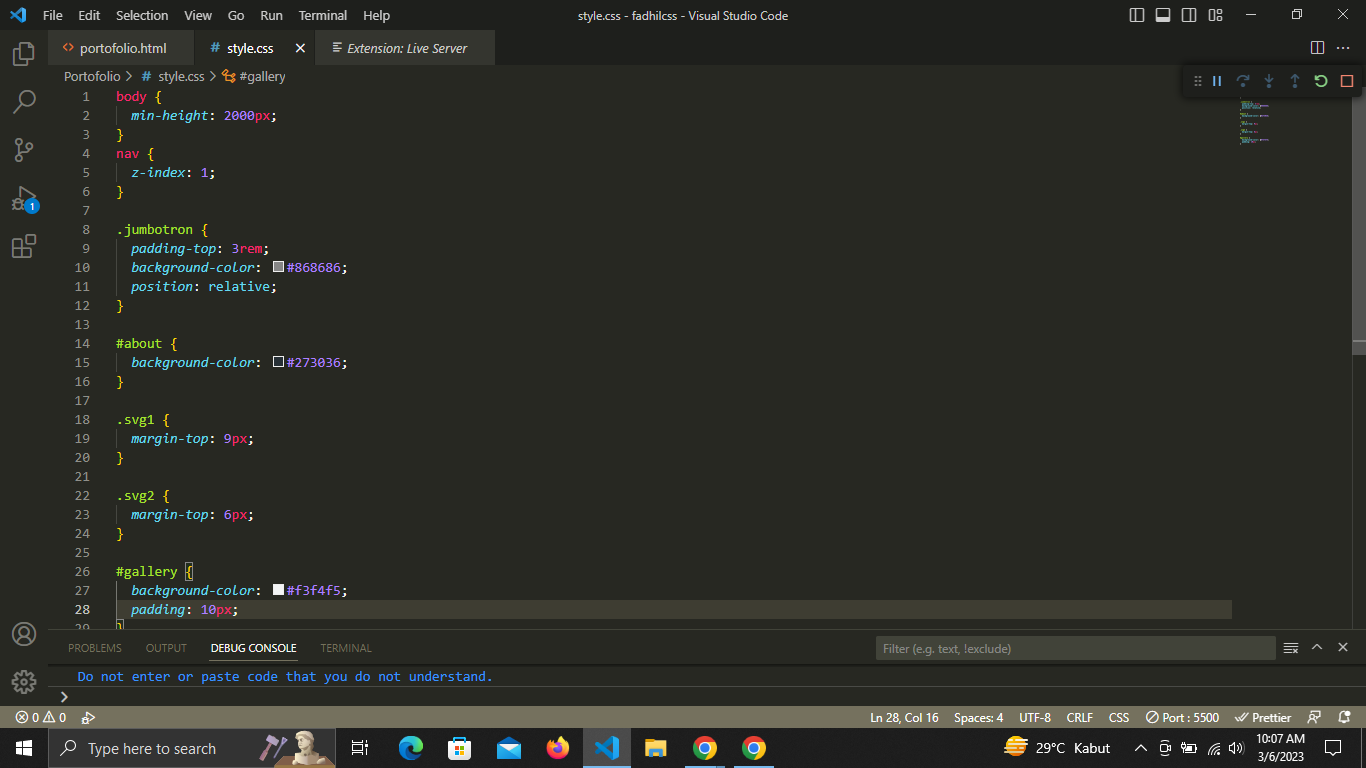 File Edit Selection View Go Run Terminal Help style.css - fadhilcss - Visual Studio Code
portofolio.html style.css Extension: Live Server
Portofolio > style.css > #gallery
1 body {
2 min-height: 2000px;
3 }
4 nav {
5 z-index: 1;
6 }
7
8 .jumbotron {
9 padding-top: 3rem;
10 background-color: #868686;
11 position: relative;
12 }
13
14 #about {
15 background-color: #273036;
16 }
17
18 .svg1 {
19 margin-top: 9px;
20 }
21
22 .svg2 {
23 margin-top: 6px;
24 }
25
26 #gallery {
27 background-color: #f3f4f5;
28 padding: 10px;
29 }
1
PROBLEMS OUTPUT DEBUG CONSOLE TERMINAL Filter (e.g. text, !exclude)
Do not enter or paste code that you do not understand.
0 0 Ln 28, Col 16 Spaces: 4 UTF-8 CRLF CSS Port : 5500 Prettier
Type here to search 29°C Kabut 10:07 AM
3/6/2023